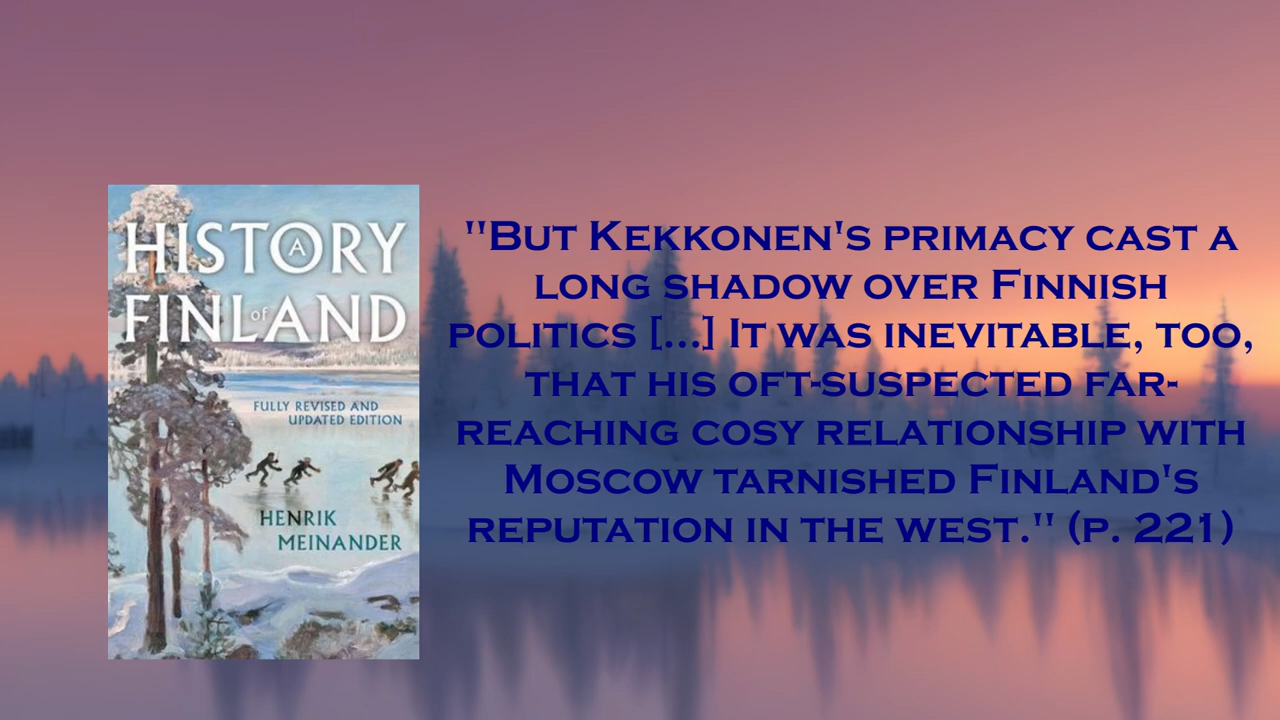 A
HISTORY
of
FINLAND
FULLY REVISED AND
UPDATED EDITION
HENRIK
MEINANDER
"But Kekkonen's primacy cast a
long shadow over Finnish
politics [...] It was inevitable, too,
that his oft-suspected far-
reaching cosy relationship with
Moscow tarnished Finland's
reputation in the west." (p. 221)